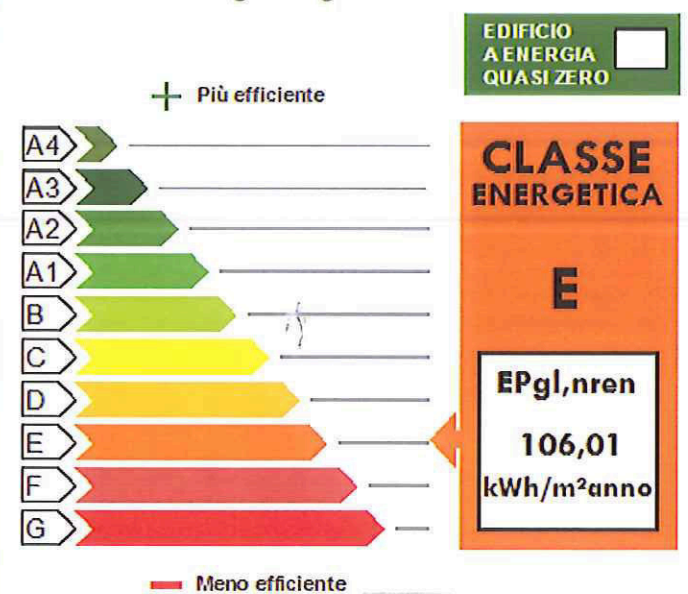 EDIFICIO
A ENERGIA
QUASI ZERO
Più efficiente
A4
A3
A2
A1
B
C
D
E
F
G
Meno efficiente
CLASSE
ENERGETICA
E
EPgl,nren
106,01
kWh/m²anno